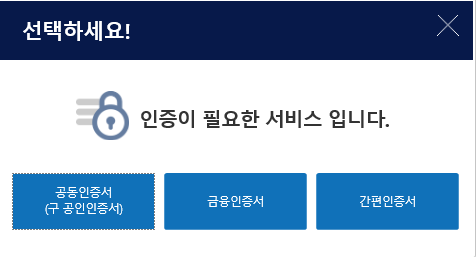 선택하세요!
인증이 필요한 서비스 입니다.
공동인증서
(구 공인인증서)
금융인증서
간편인증서